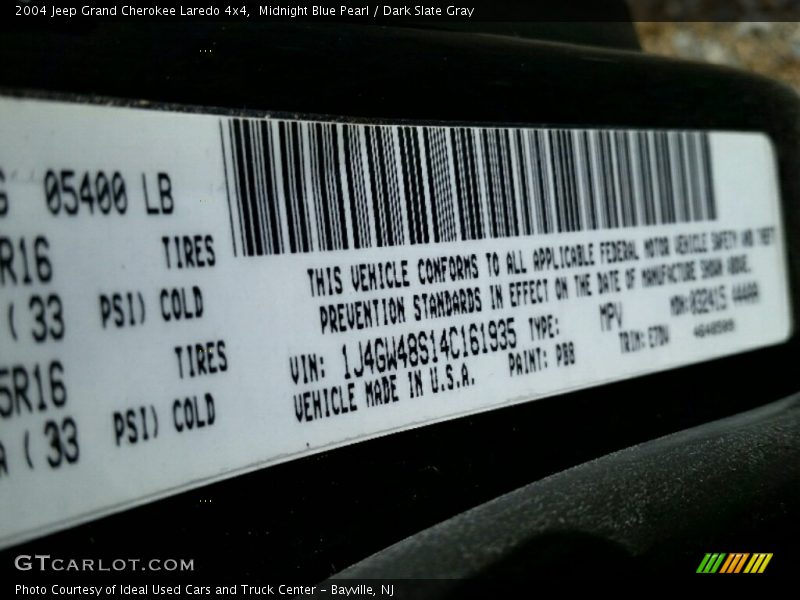 2004 Jeep Grand Cherokee Laredo 4x4, Midnight Blue Pearl / Dark Slate Gray
05400 LB
R16 TIRES
(33 PSI) COLD
5R16 TIRES
(33 PSI) COLD
THIS VEHICLE CONFORMS TO ALL APPLICABLE FEDERAL MOTOR VEHICLE SAFETY AND THEFT
PREVENTION STANDARDS IN EFFECT ON THE DATE OF MANUFACTURE SHOWN ABOVE.
VIN: 1J4GW48S14C161935 TYPE: MPV MDH:
VEHICLE MADE IN U.S.A. PAINT: PBB TRIM:
GTCARLOT.COM
Photo Courtesy of Ideal Used Cars and Truck Center - Bayville, NJ